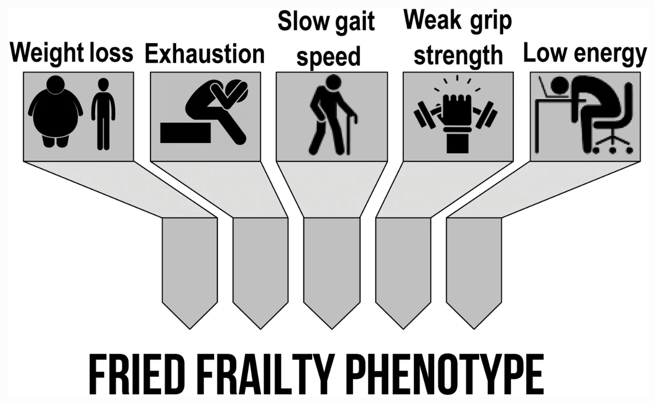 Weight loss
Exhaustion
Slow gait
speed
Weak grip
strength
Low energy
FRIED FRAILTY PHENOTYPE